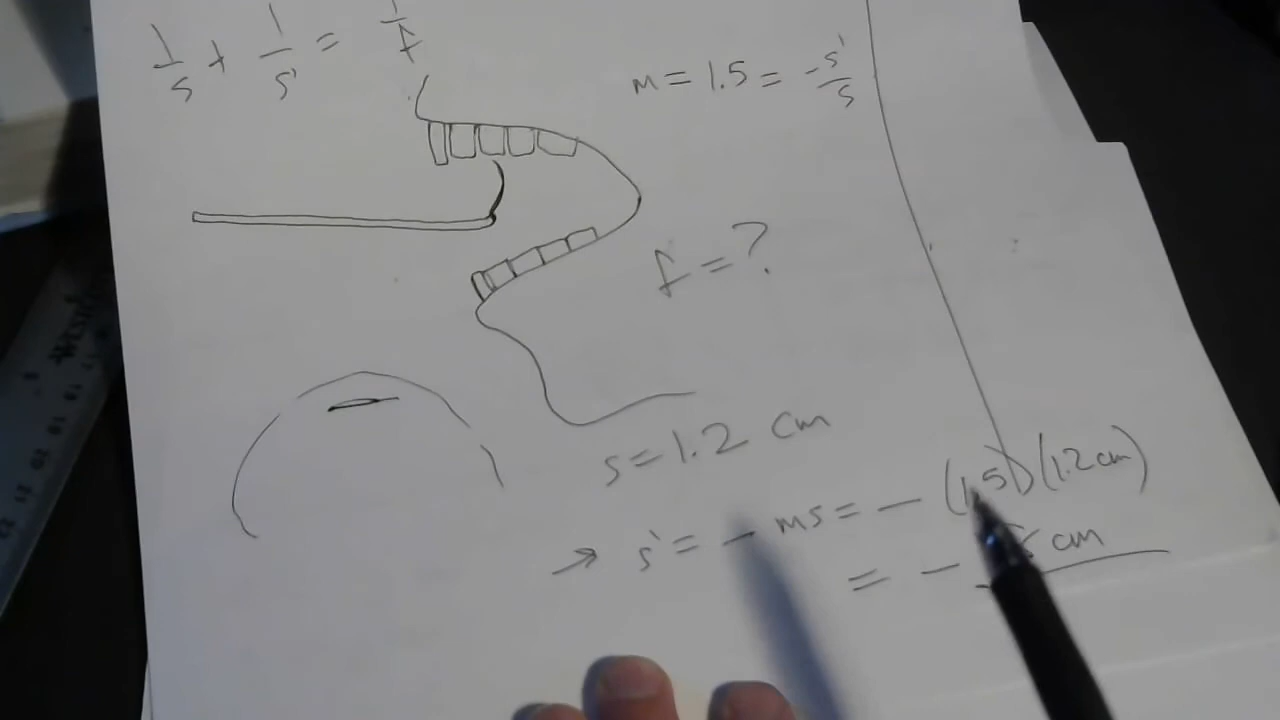 1/s + 1/s' = 1/f
m = 1.5 = -s'/s
f = ?
s = 1.2 cm
→ s' = - ms = - (1.5)(1.2 cm)
= - cm